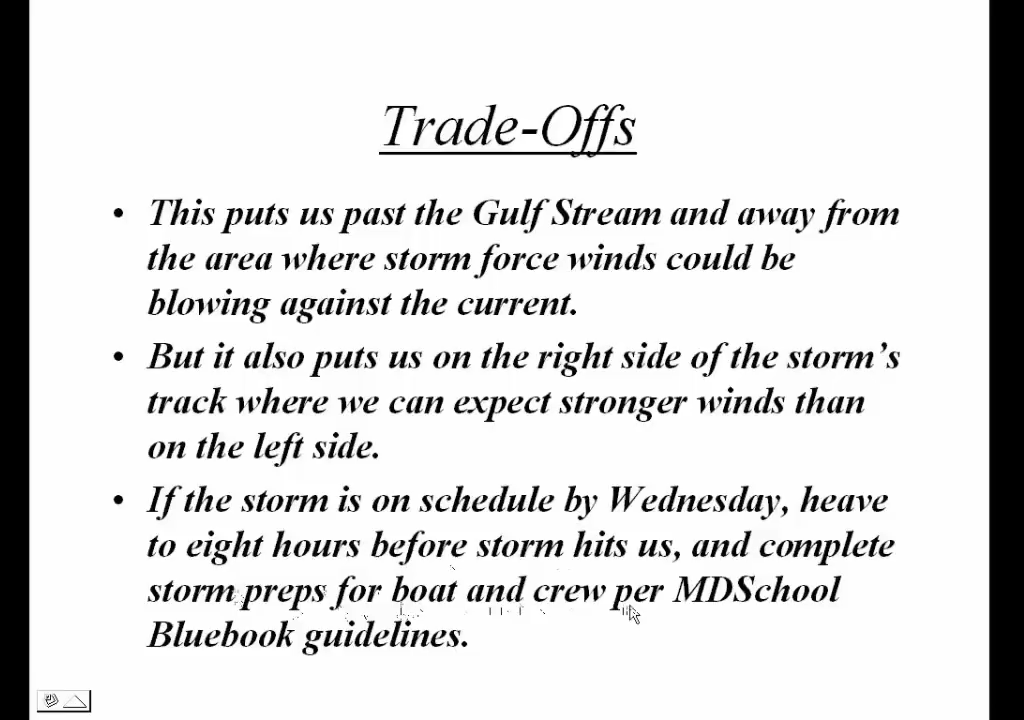 Trade-Offs
• This puts us past the Gulf Stream and away from
the area where storm force winds could be
blowing against the current.
• But it also puts us on the right side of the storm’s
track where we can expect stronger winds than
on the left side.
• If the storm is on schedule by Wednesday, heave
to eight hours before storm hits us, and complete
storm preps for boat and crew per MDSchool
Bluebook guidelines.